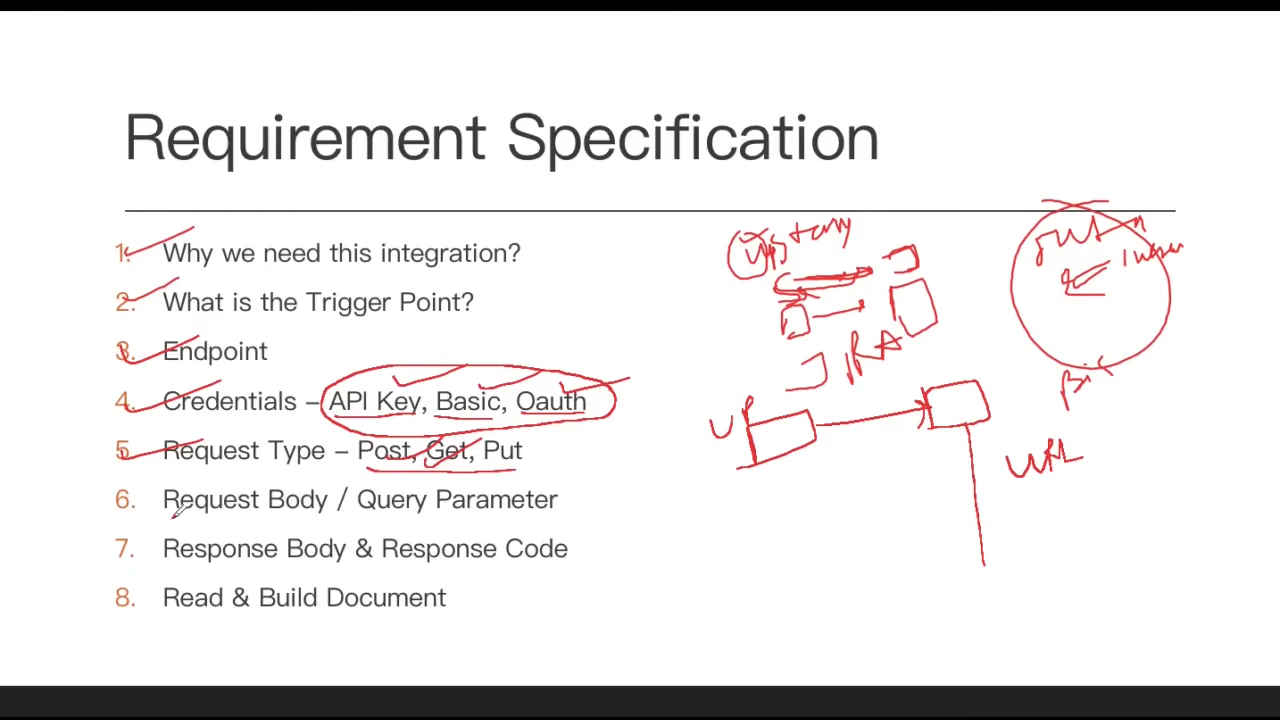 Requirement Specification
1. Why we need this integration?
2. What is the Trigger Point?
3. Endpoint
4. Credentials – API Key, Basic, Oauth
5. Request Type – Post, Get, Put
6. Request Body / Query Parameter
7. Response Body & Response Code
8. Read & Build Document
JIRA
URL